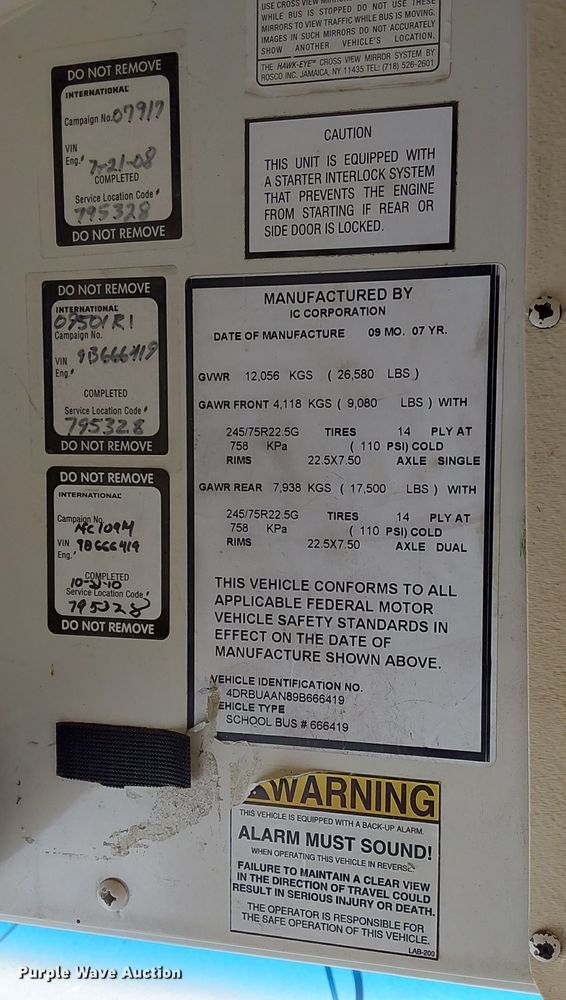 USE CROSS VIEW MIRRORS
WHILE BUS IS STOPPED DO NOT USE THESE
MIRRORS TO VIEW TRAFFIC WHILE BUS IS MOVING.
IMAGES IN SUCH MIRRORS DO NOT ACCURATELY
SHOW ANOTHER VEHICLE'S LOCATION.
THE HAWK-EYE® CROSS VIEW MIRROR SYSTEM BY
ROSCO INC. JAMAICA, NY 11435 TEL: (718) 526-2601
DO NOT REMOVE
INTERNATIONAL
Campaign No. 07917
VIN
Eng.# 7-21-08
COMPLETED
Service Location Code #
795328
DO NOT REMOVE
CAUTION
THIS UNIT IS EQUIPPED WITH
A STARTER INTERLOCK SYSTEM
THAT PREVENTS THE ENGINE
FROM STARTING IF REAR OR
SIDE DOOR IS LOCKED.
DO NOT REMOVE
INTERNATIONAL
08501R1
Campaign No.
VIN 9B666419
Eng.#
COMPLETED
Service Location Code #
795328
DO NOT REMOVE
DO NOT REMOVE
INTERNATIONAL
Campaign No.
VIN 9B666419
Eng.#
COMPLETED
Service Location Code #
795328
DO NOT REMOVE
MANUFACTURED BY
IC CORPORATION
DATE OF MANUFACTURE 09 MO. 07 YR.
GVWR 12,056 KGS ( 26,580 LBS )
GAWR FRONT 4,118 KGS ( 9,080 LBS ) WITH
245/75R22.5G TIRES 14 PLY AT
758 KPa ( 110 PSI) COLD
RIMS 22.5X7.50 AXLE SINGLE
GAWR REAR 7,938 KGS ( 17,500 LBS ) WITH
245/75R22.5G TIRES 14 PLY AT
758 KPa ( 110 PSI) COLD
RIMS 22.5X7.50 AXLE DUAL
THIS VEHICLE CONFORMS TO ALL
APPLICABLE FEDERAL MOTOR
VEHICLE SAFETY STANDARDS IN
EFFECT ON THE DATE OF
MANUFACTURE SHOWN ABOVE.
VEHICLE IDENTIFICATION NO.
4DRBUAAN89B666419
VEHICLE TYPE
SCHOOL BUS # 666419
WARNING
THIS VEHICLE IS EQUIPPED WITH A BACK-UP ALARM.
ALARM MUST SOUND!
WHEN OPERATING THIS VEHICLE IN REVERSE.
FAILURE TO MAINTAIN A CLEAR VIEW
IN THE DIRECTION OF TRAVEL COULD
RESULT IN SERIOUS INJURY OR DEATH.
THE OPERATOR IS RESPONSIBLE FOR
THE SAFE OPERATION OF THIS VEHICLE.
LAB-200
Purple Wave Auction